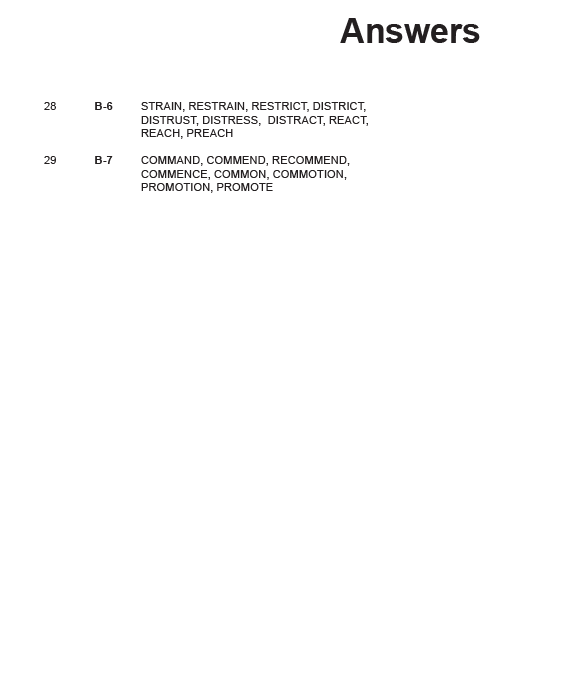 Answers
28 B-6 STRAIN, RESTRAIN, RESTRICT, DISTRICT,
DISTRUST, DISTRESS,  DISTRACT, REACT,
REACH, PREACH
29 B-7 COMMAND, COMMEND, RECOMMEND,
COMMENCE, COMMON, COMMOTION,
PROMOTION, PROMOTE